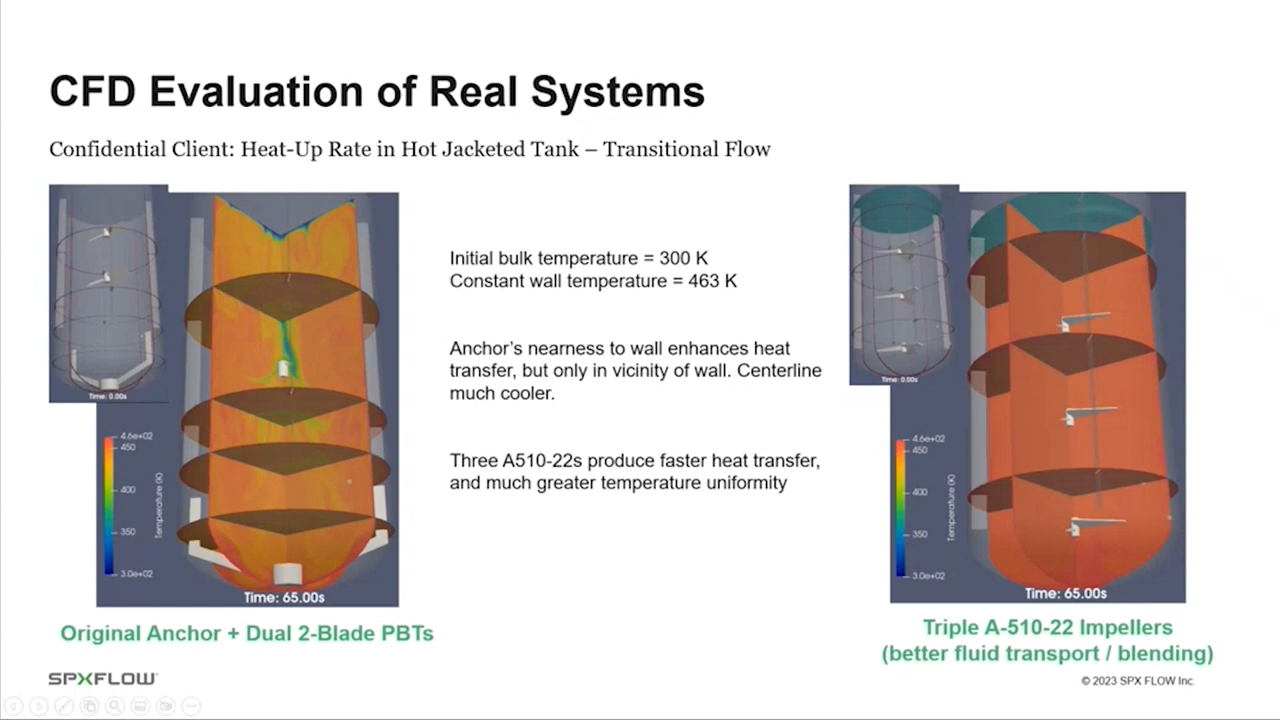 CFD Evaluation of Real Systems
Confidential Client: Heat-Up Rate in Hot Jacketed Tank – Transitional Flow
Time: 0.00s
4.6e+02
450
400
350
3.0e+02
Temperature (K)
Time: 65.00s
Original Anchor + Dual 2-Blade PBTs
Initial bulk temperature = 300 K
Constant wall temperature = 463 K
Anchor's nearness to wall enhances heat
transfer, but only in vicinity of wall. Centerline
much cooler.
Three A510-22s produce faster heat transfer,
and much greater temperature uniformity
Time: 0.00s
4.6e+02
450
400
350
3.0e+02
Temperature (K)
Time: 65.00s
Triple A-510-22 Impellers
(better fluid transport / blending)
SPXFLOW
© 2023 SPX FLOW Inc.